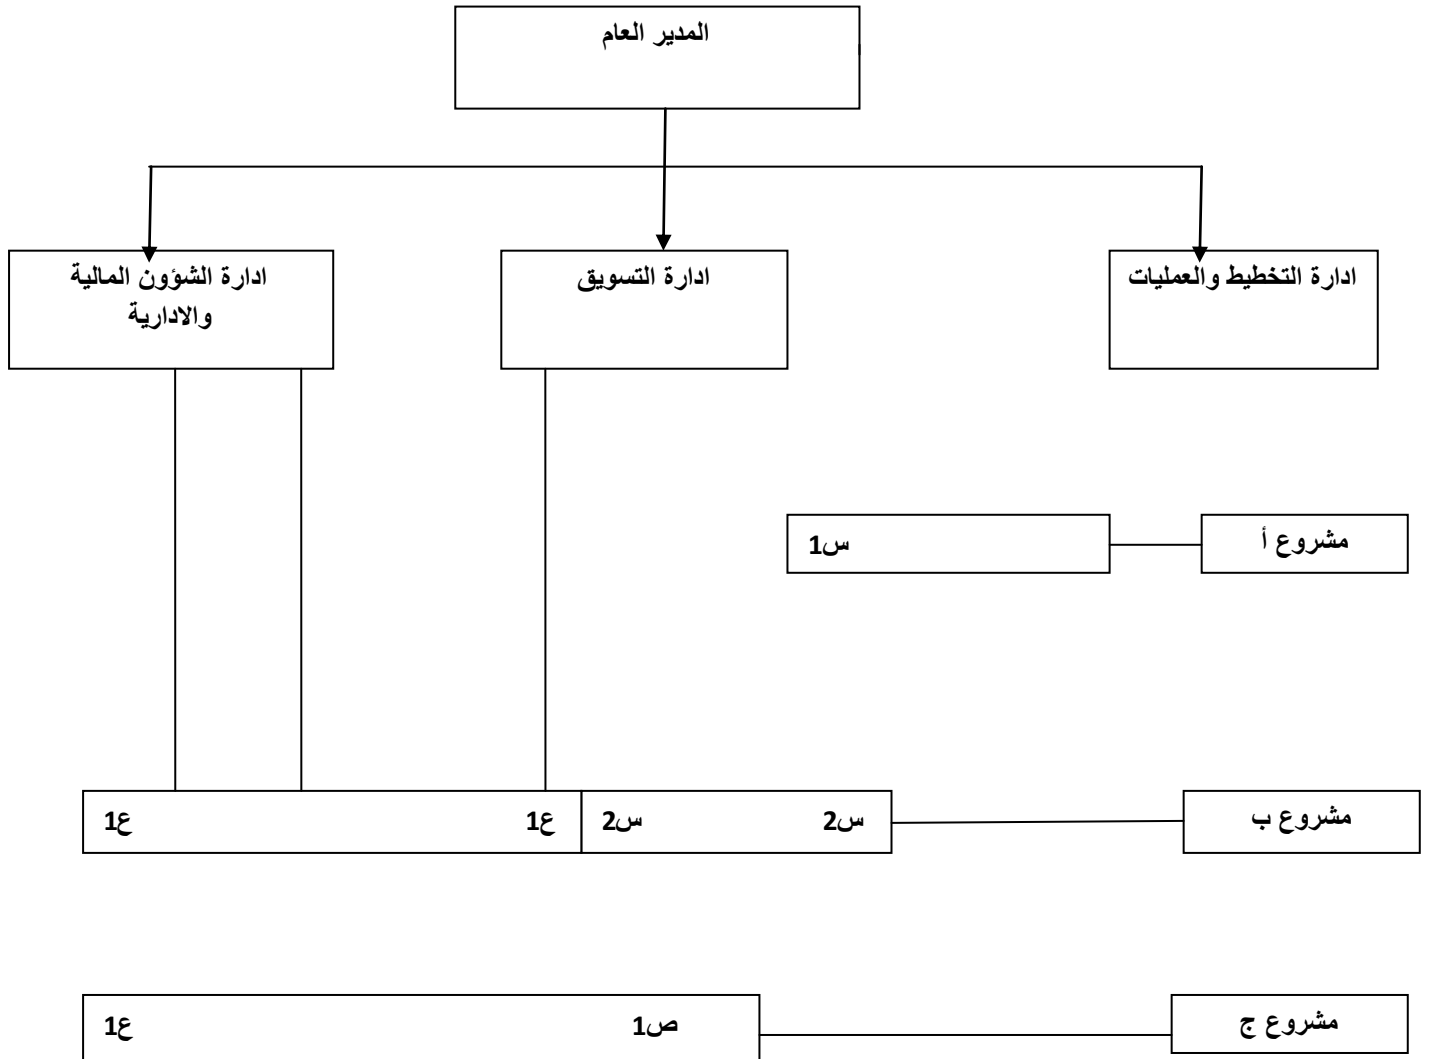 المدير العام
ادارة التخطيط والعمليات
ادارة التسويق
ادارة الشؤون المالية
والادارية
مشروع أ
س1
مشروع ب
س2
س2
ع1
ع1
مشروع ج
ص1
ع1